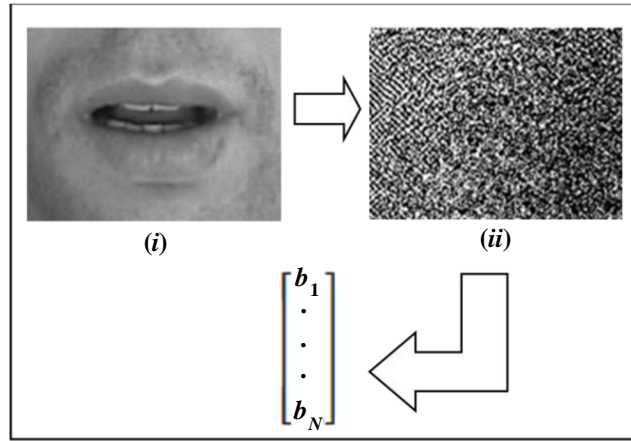 (i)
(ii)
b1
.
.
.
bN